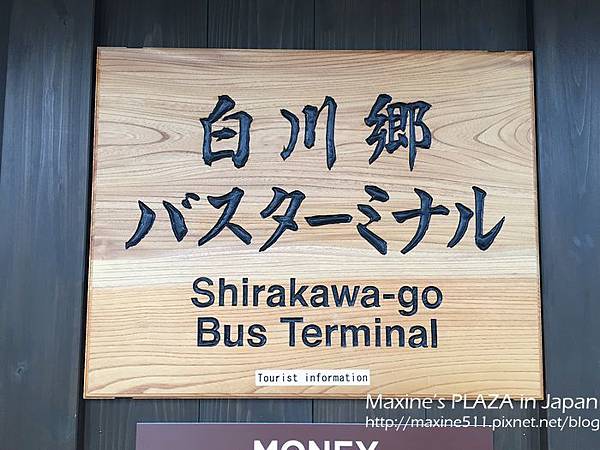 白川郷
バスターミナル
Shirakawa-go
Bus Terminal
Tourist information
Maxine's PLAZA in Japan
http://maxine511.pixnet.net/blog
MONEY